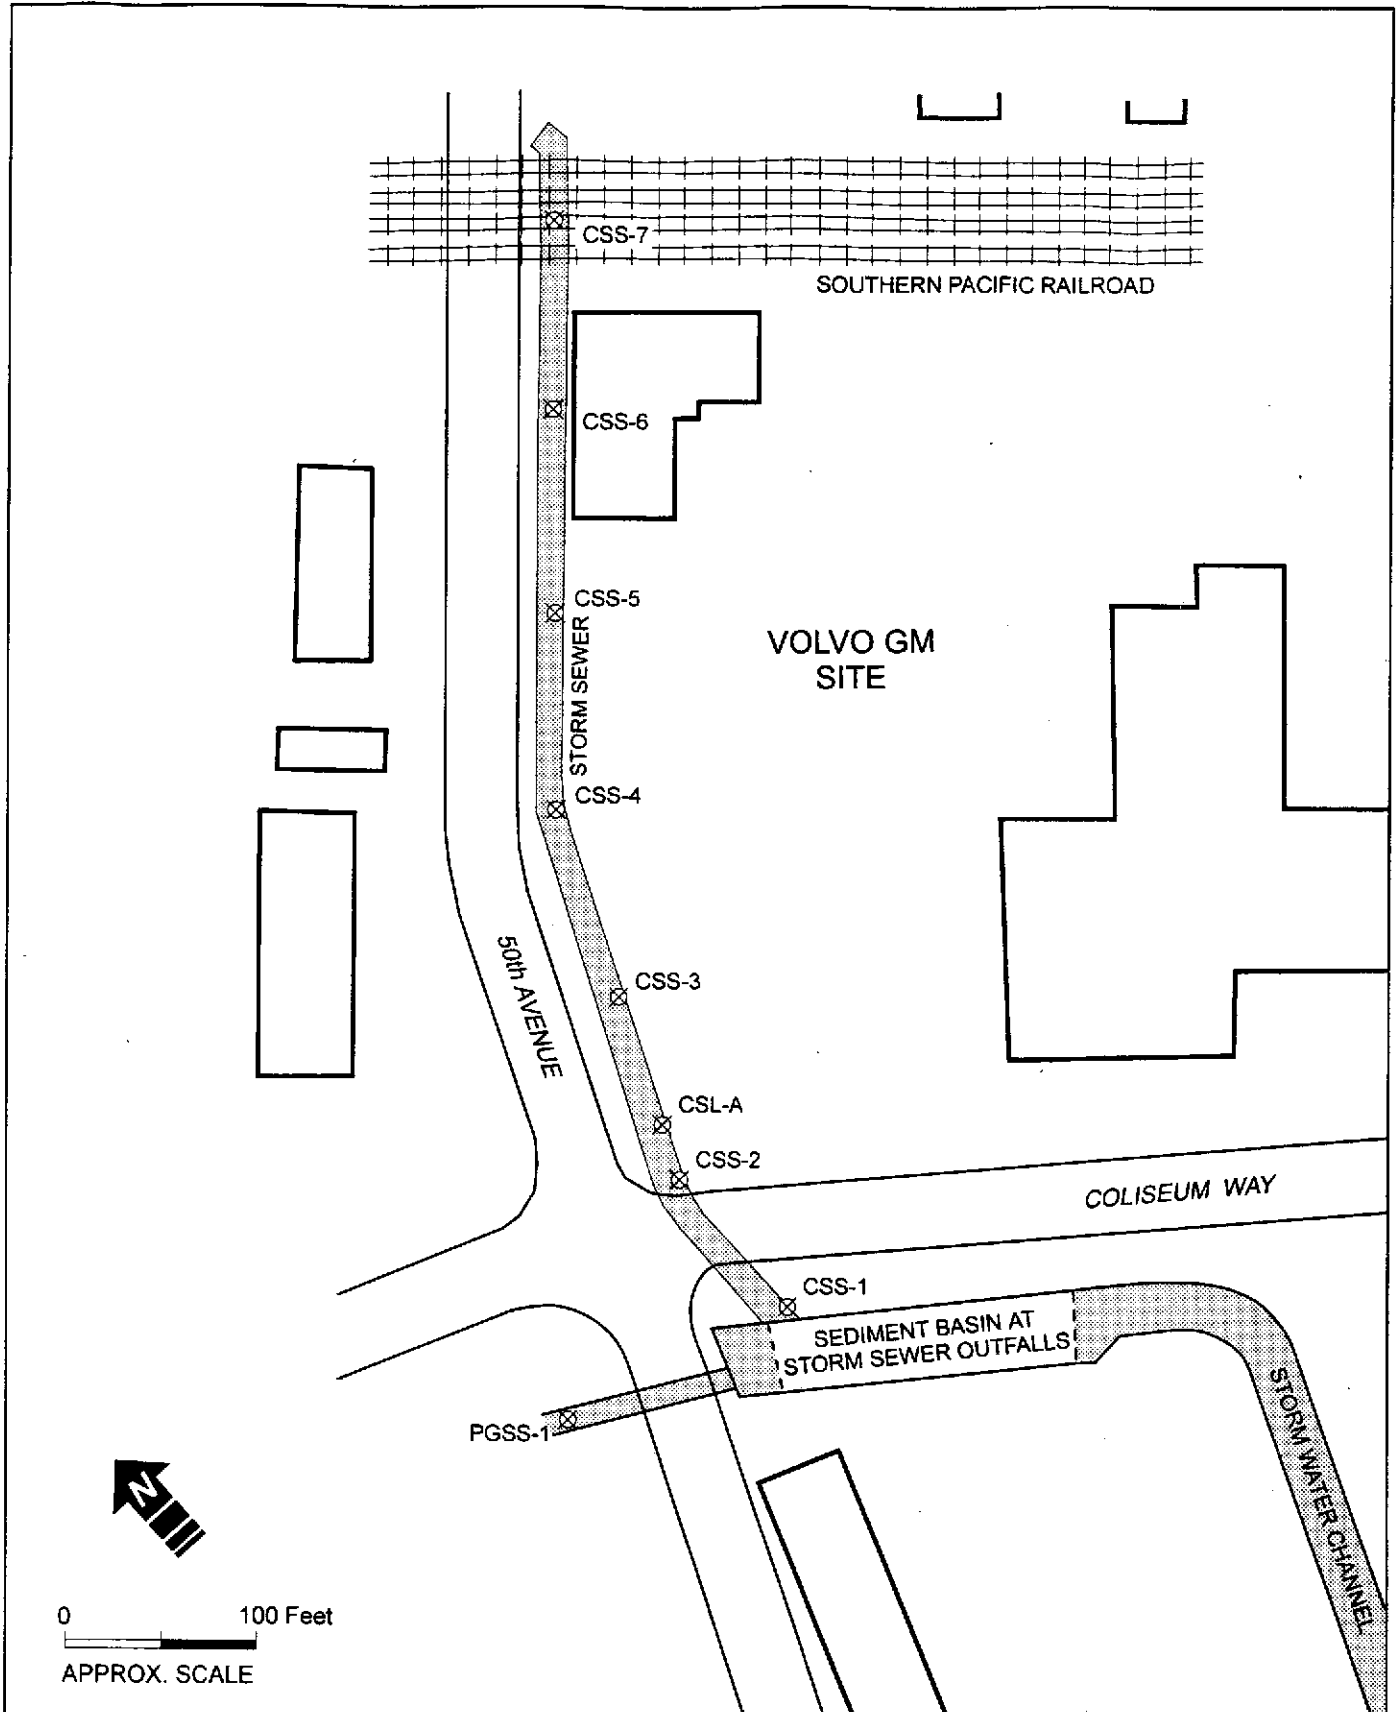 CSS-7
SOUTHERN PACIFIC RAILROAD
CSS-6
CSS-5
STORM SEWER
VOLVO GM
SITE
CSS-4
50th AVENUE
CSS-3
CSL-A
CSS-2
COLISEUM WAY
CSS-1
SEDIMENT BASIN AT
STORM SEWER OUTFALLS
STORM WATER CHANNEL
PGSS-1
N
0 100 Feet
APPROX. SCALE